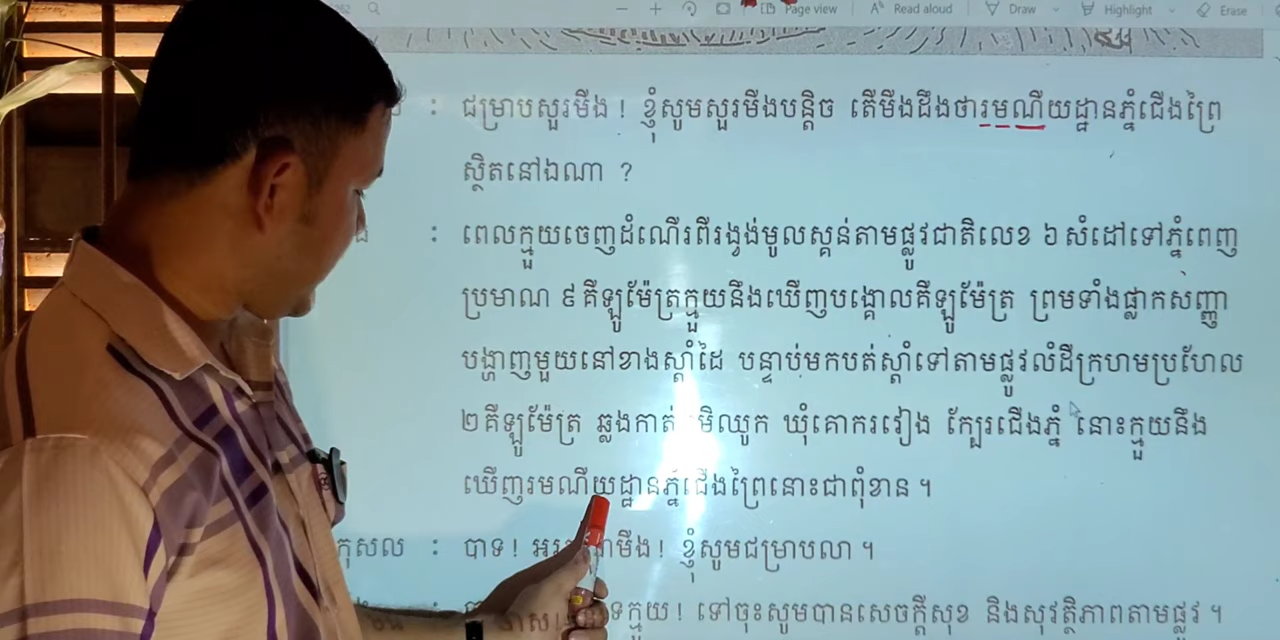 Page view Read aloud Draw Highlight Erase
: ជម្រាបសួរមីង ! ខ្ញុំសូមសួរមីងបន្តិច តើមីងដឹងថារមណីយដ្ឋានភ្នំជើងព្រៃ
ស្ថិតនៅឯណា ?
: ពេលក្មួយចេញដំណើរពីរង្វង់មូលស្គន់តាមផ្លូវជាតិលេខ ៦ សំដៅទៅភ្នំពេញ
ប្រមាណ ៩ គីឡូម៉ែត្រក្មួយនឹងឃើញបង្គោលគីឡូម៉ែត្រ ព្រមទាំងផ្លាកសញ្ញា
បង្ហាញមួយនៅខាងស្តាំដៃ បន្ទាប់មកបត់ស្តាំទៅតាមផ្លូវលំដីក្រហមប្រហែល
២ គីឡូម៉ែត្រ ឆ្លងកាត់ ឈូក ឃុំគោករវៀង ក្បែរជើងភ្នំ នោះក្មួយនឹង
ឃើញរមណីយដ្ឋានភ្នំជើងព្រៃនោះជាពុំខាន ។
កុសល : បាទ ! មីង ! ខ្ញុំសូមជម្រាបលា ។
: ក្មួយ ! ទៅចុះសូមបានសេចក្តីសុខ និងសុវត្ថិភាពតាមផ្លូវ ។